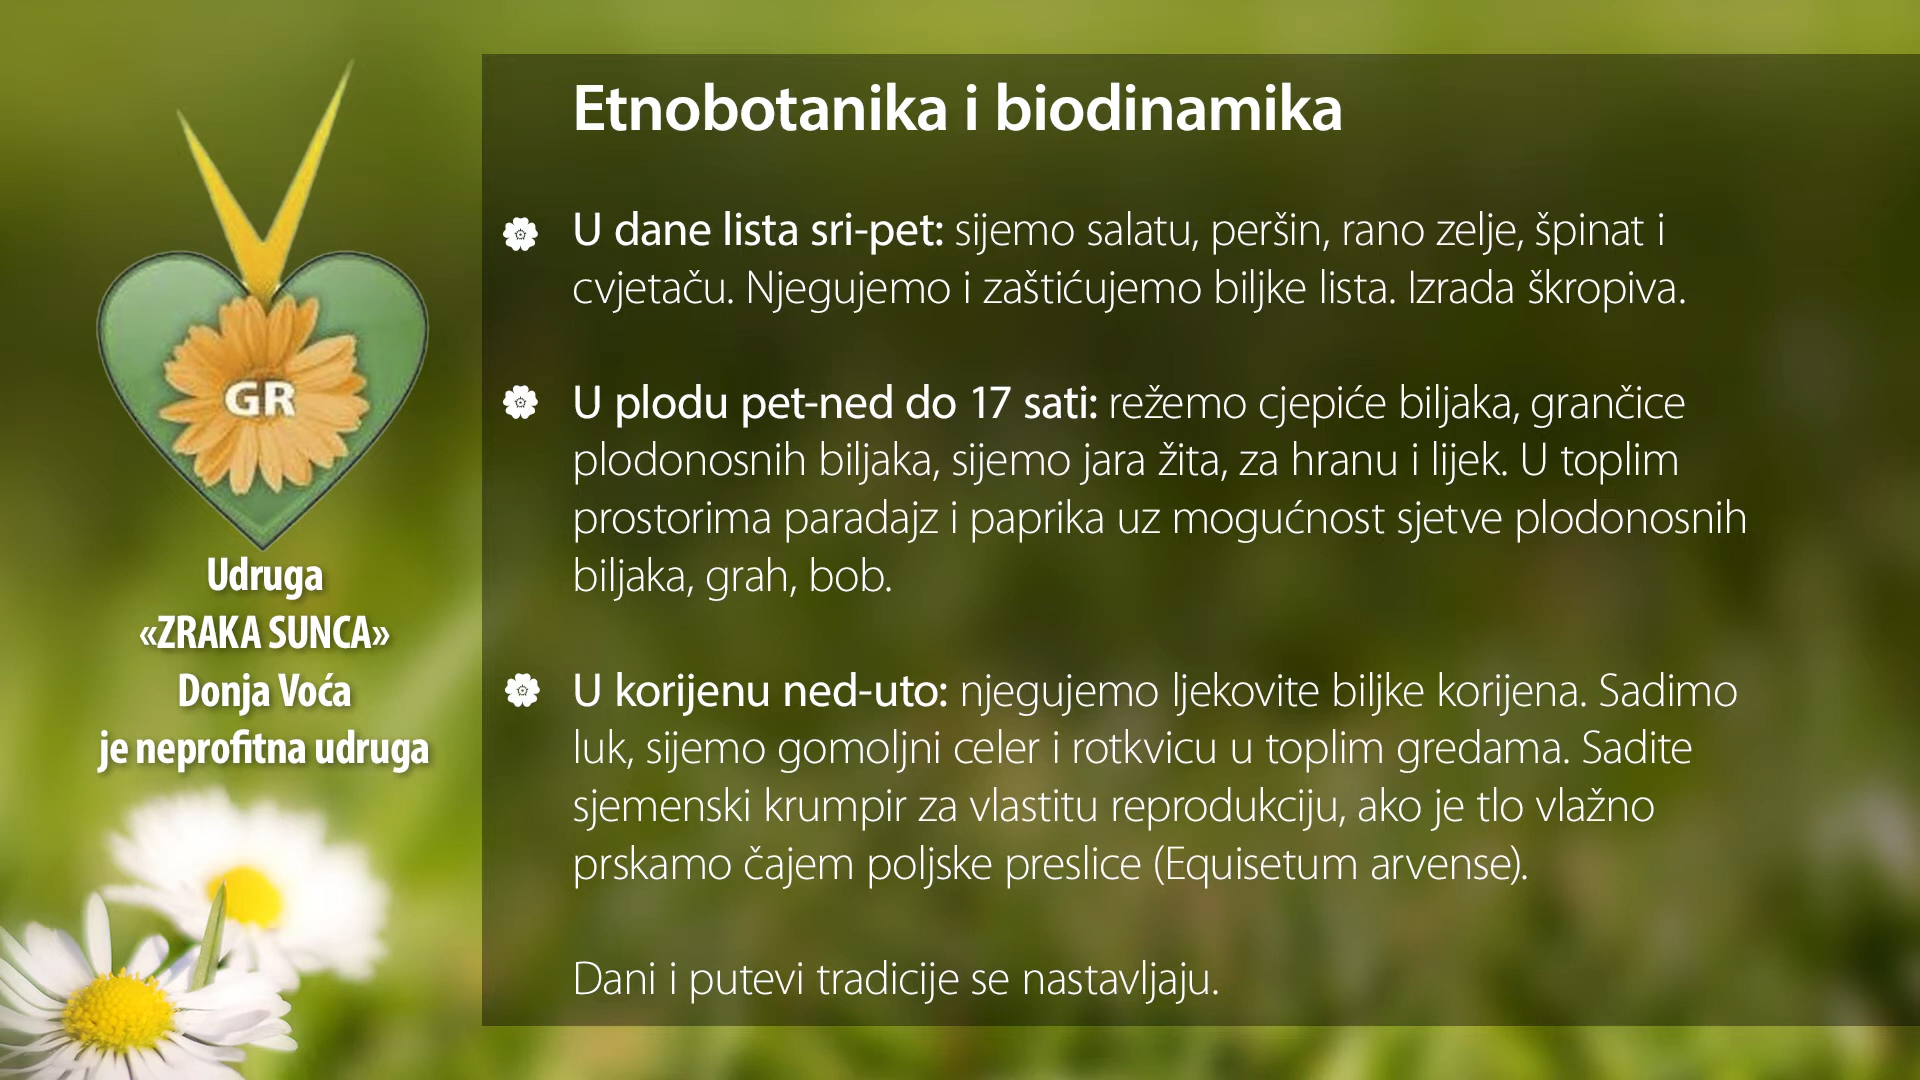 GR
Udruga
«ZRAKA SUNCA»
Donja Voća
je neprofitna udruga
Etnobotanika i biodinamika
U dane lista sri-pet: sijemo salatu, peršin, rano zelje, špinat i
cvjetaču. Njegujemo i zaštićujemo biljke lista. Izrada škropiva.
U plodu pet-ned do 17 sati: režemo cjepiće biljaka, grančice
plodonosnih biljaka, sijemo jara žita, za hranu i lijek. U toplim
prostorima paradajz i paprika uz mogućnost sjetve plodonosnih
biljaka, grah, bob.
U korijenu ned-uto: njegujemo ljekovite biljke korijena. Sadimo
luk, sijemo gomoljni celer i rotkvicu u toplim gredama. Sadite
sjemenski krumpir za vlastitu reprodukciju, ako je tlo vlažno
prskamo čajem poljske preslice (Equisetum arvense).
Dani i putevi tradicije se nastavljaju.